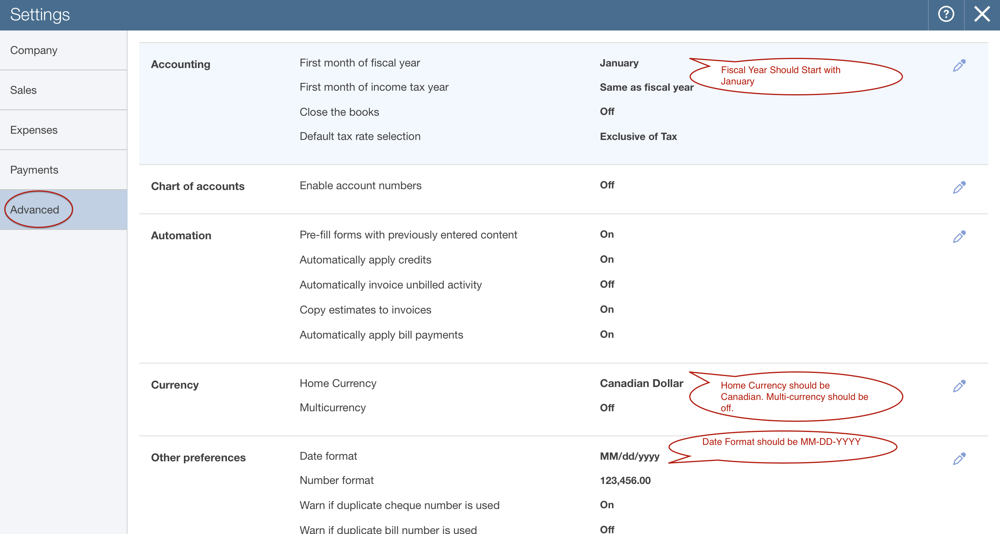 Settings
?
Company
Sales
Expenses
Payments
Advanced
Accounting
First month of fiscal year January
First month of income tax year Same as fiscal year
Close the books Off
Default tax rate selection Exclusive of Tax
Fiscal Year Should Start with
January
Chart of accounts
Enable account numbers Off
Automation
Pre-fill forms with previously entered content On
Automatically apply credits On
Automatically invoice unbilled activity Off
Copy estimates to invoices On
Automatically apply bill payments On
Currency
Home Currency Canadian Dollar
Multicurrency Off
Home Currency should be
Canadian. Multi-currency should be
off.
Date Format should be MM-DD-YYYY
Other preferences
Date format MM/dd/yyyy
Number format 123,456.00
Warn if duplicate cheque number is used On
Warn if duplicate bill number is used Off